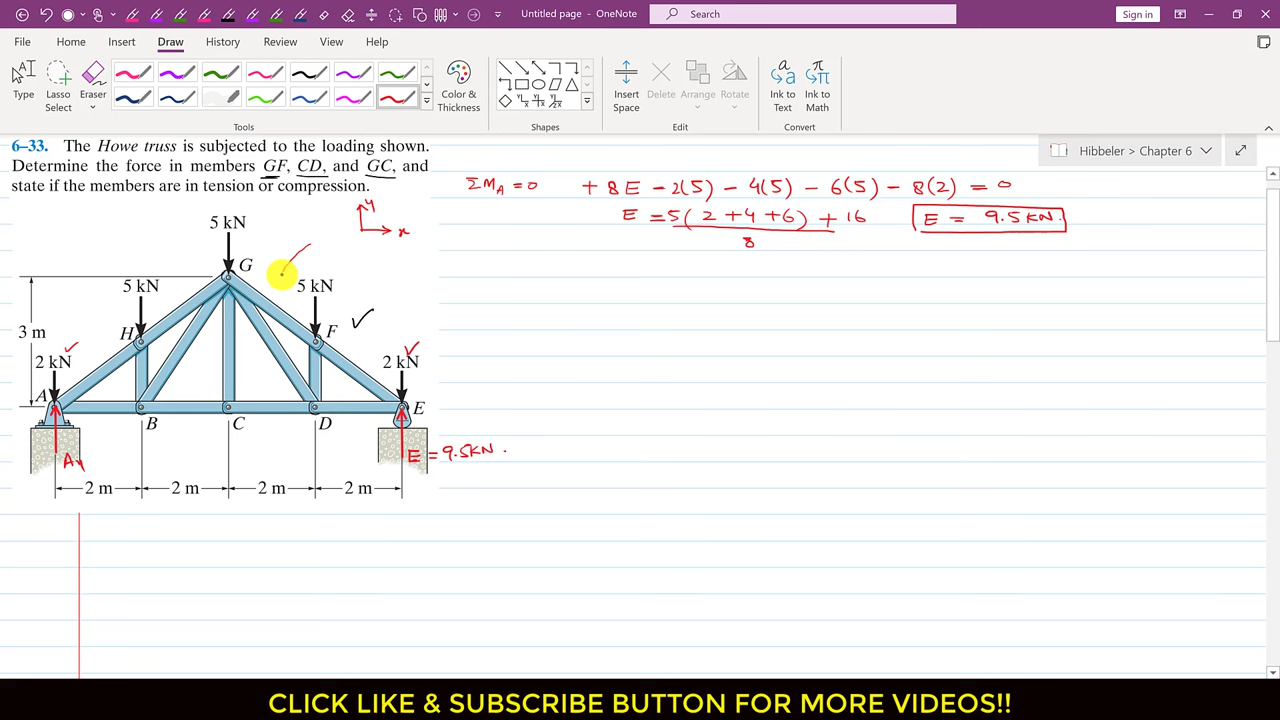 Untitled page - OneNote
Search
Sign in
File Home Insert Draw History Review View Help
Type
Lasso Select
Eraser
Color & Thickness
Insert Space
Delete
Arrange
Rotate
Ink to Text
Ink to Math
Tools
Shapes
Edit
Convert
Hibbeler > Chapter 6
6–33. The Howe truss is subjected to the loading shown.
Determine the force in members GF, CD, and GC, and
state if the members are in tension or compression.
ΣM_A = 0 + 8E - 2(5) - 4(5) - 6(5) - 8(2) = 0
E = 5(2+4+6) + 16
8
E = 9.5KN.
y
x
5 kN
G
5 kN
5 kN
3 m
H
F
2 kN
2 kN
A
E
B
C
D
Ay
E = 9.5KN.
2 m
2 m
2 m
2 m
CLICK LIKE & SUBSCRIBE BUTTON FOR MORE VIDEOS!!